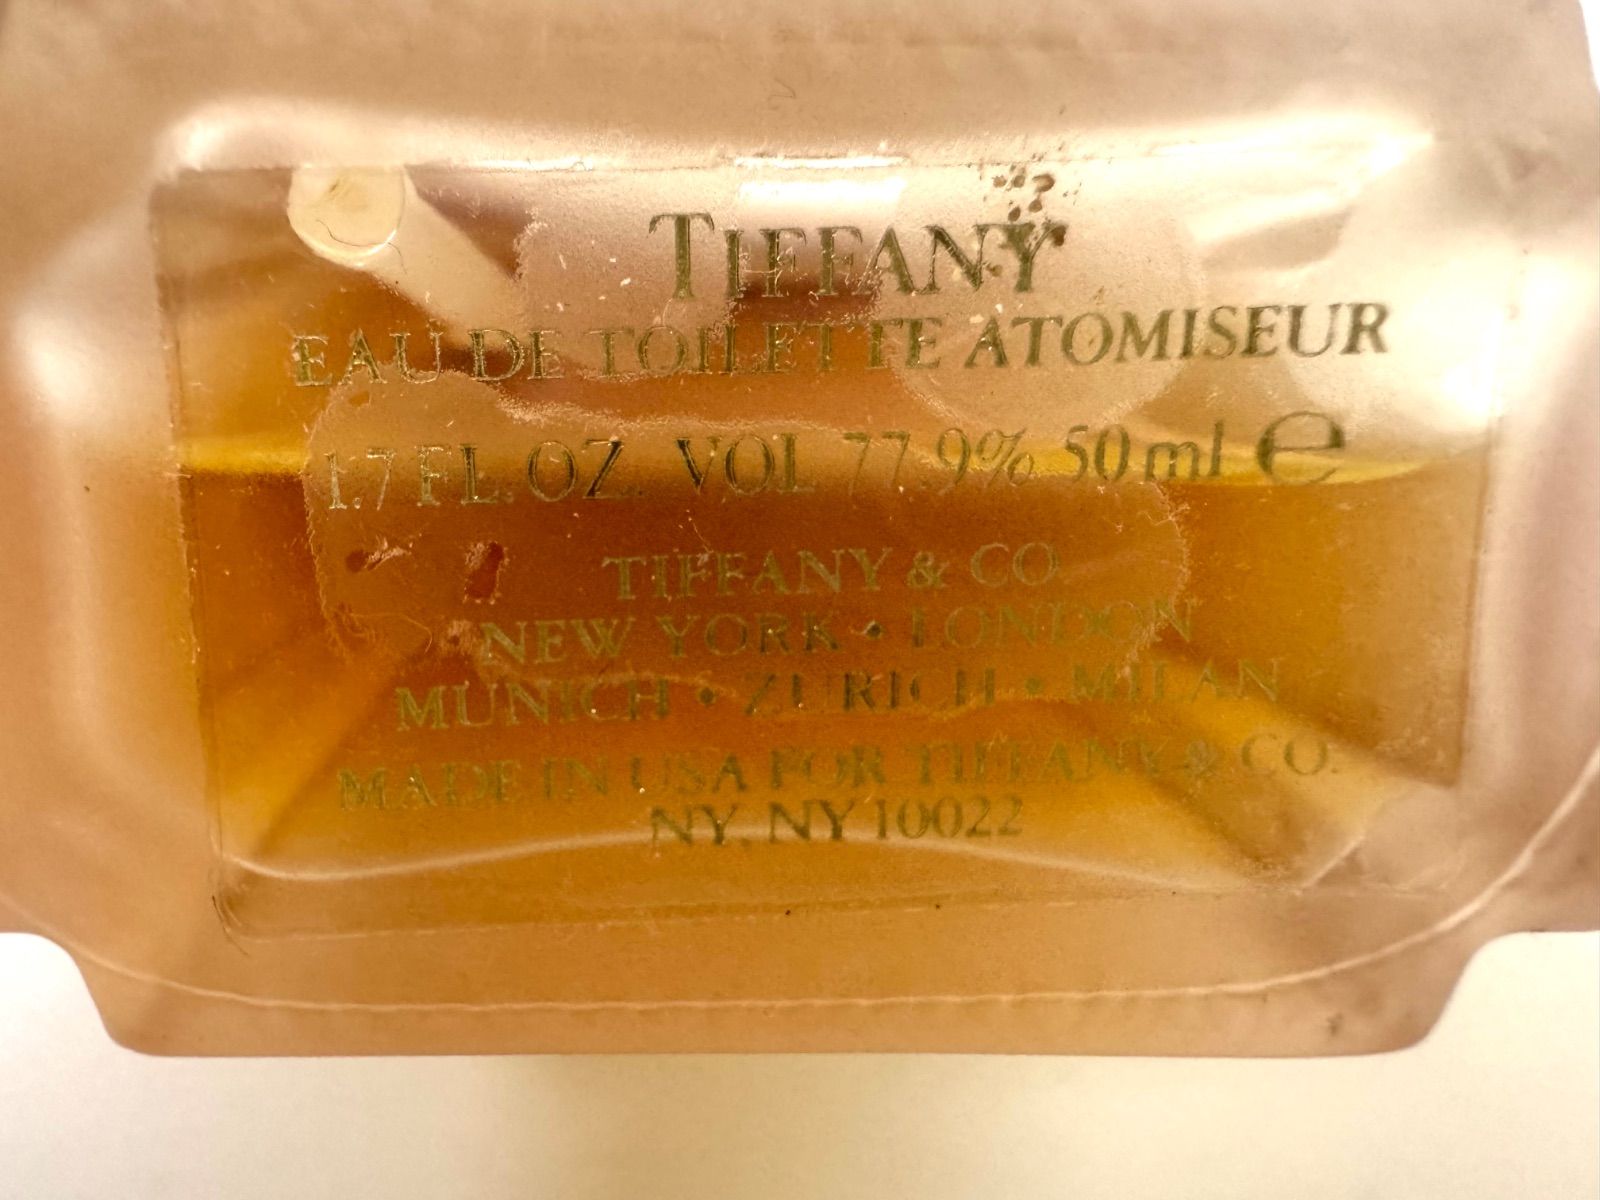 TIFFANY
EAU DE TOILETTE ATOMISEUR
1.7 FL. OZ. VOL 77.9% 50 ml ℮
TIFFANY & CO.
NEW YORK • LONDON
MUNICH • ZURICH • MILAN
MADE IN USA FOR TIFFANY & CO.
NY, NY 10022